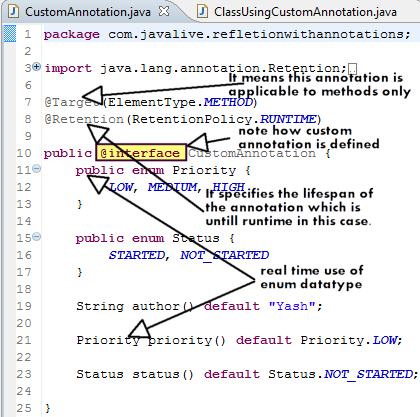 CustomAnnotation.java ClassUsingCustomAnnotation.java
1 package com.javalive.refletionwithannotations;
2
3 import java.lang.annotation.Retention;
It means this annotation is
applicable to methods only
7 @Target(ElementType.METHOD)
8 @Retention(RetentionPolicy.RUNTIME)
9
note how custom
annotation is defined
10 public @interface CustomAnnotation {
11 public enum Priority {
12 LOW, MEDIUM, HIGH
13 }
It specifies the lifespan of
the annotation which is
untill runtime in this case.
14
15 public enum Status {
16 STARTED, NOT_STARTED
17 }
real time use of
enum datatype
18
19 String author() default "Yash";
20
21 Priority priority() default Priority.LOW;
22
23 Status status() default Status.NOT_STARTED;
24
25 }